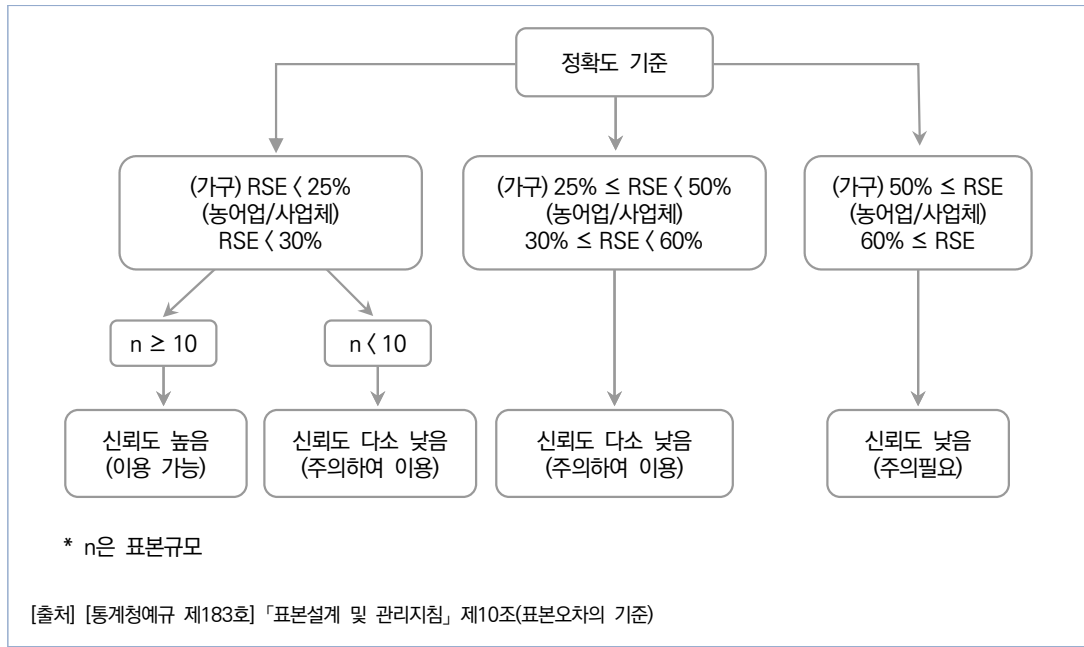 정확도 기준
(가구) RSE〈 25%
(농어업/사업체)
RSE〈 30%
(가구) 25% ≤ RSE〈 50%
(농어업/사업체)
30% ≤ RSE〈 60%
(가구) 50% ≤ RSE
(농어업/사업체)
60% ≤ RSE
n ≥ 10
n〈 10
신뢰도 높음
(이용 가능)
신뢰도 다소 낮음
(주의하여 이용)
신뢰도 다소 낮음
(주의하여 이용)
신뢰도 낮음
(주의필요)
* n은 표본규모
[출처] [통계청예규 제183호]「표본설계 및 관리지침」제10조(표본오차의 기준)